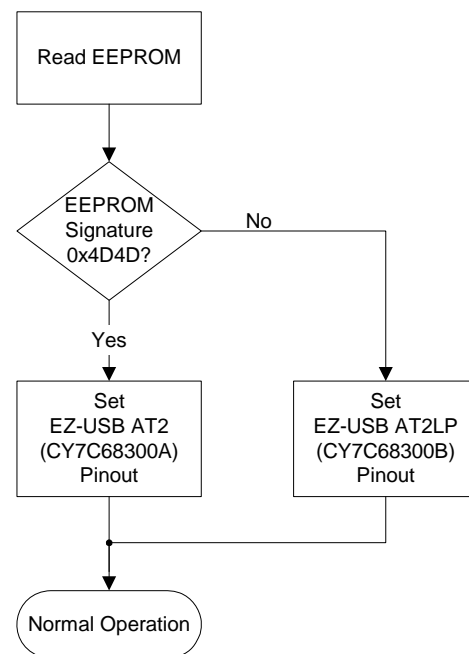 Read EEPROM
EEPROM
Signature
0x4D4D?
No
Yes
Set
EZ-USB AT2
(CY7C68300A)
Pinout
Set
EZ-USB AT2LP
(CY7C68300B)
Pinout
Normal Operation